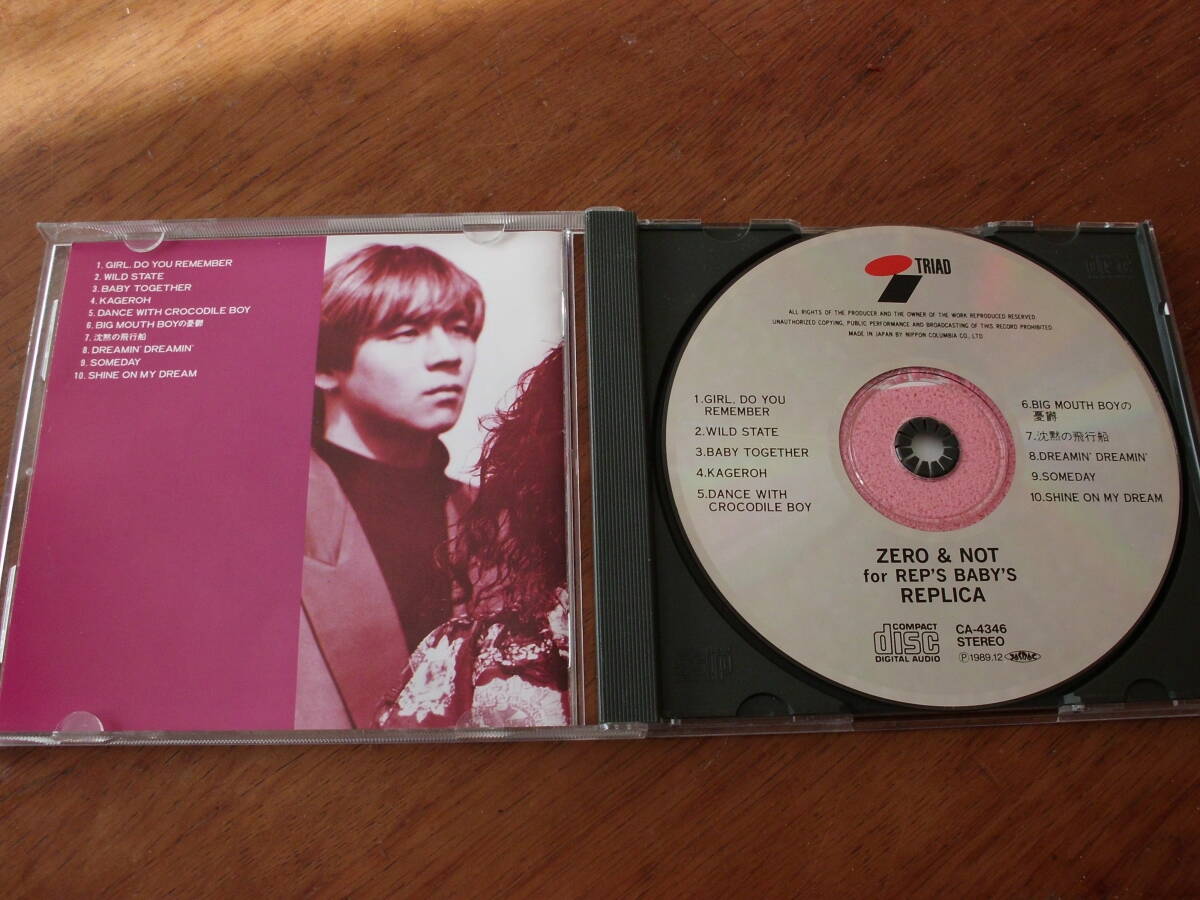 1. GIRL, DO YOU REMEMBER
2. WILD STATE
3. BABY TOGETHER
4. KAGEROH
5. DANCE WITH CROCODILE BOY
6. BIG MOUTH BOYの憂鬱
7. 沈黙の飛行船
8. DREAMIN' DREAMIN'
9. SOMEDAY
10. SHINE ON MY DREAM
TRIAD
ALL RIGHTS OF THE PRODUCER AND THE OWNER OF THE WORK REPRODUCED RESERVED.
UNAUTHORIZED COPYING, PUBLIC PERFORMANCE AND BROADCASTING OF THIS RECORD PROHIBITED.
MADE IN JAPAN BY NIPPON COLUMBIA CO., LTD.
1.GIRL, DO YOU
REMEMBER
2.WILD STATE
3.BABY TOGETHER
4.KAGEROH
5.DANCE WITH
CROCODILE BOY
6.BIG MOUTH BOYの
憂欝
7.沈黙の飛行船
8.DREAMIN' DREAMIN'
9.SOMEDAY
10.SHINE ON MY DREAM
ZERO & NOT
for REP'S BABY'S
REPLICA
COMPACT
disc
DIGITAL AUDIO
CA-4346
STEREO
Ⓟ1989.12